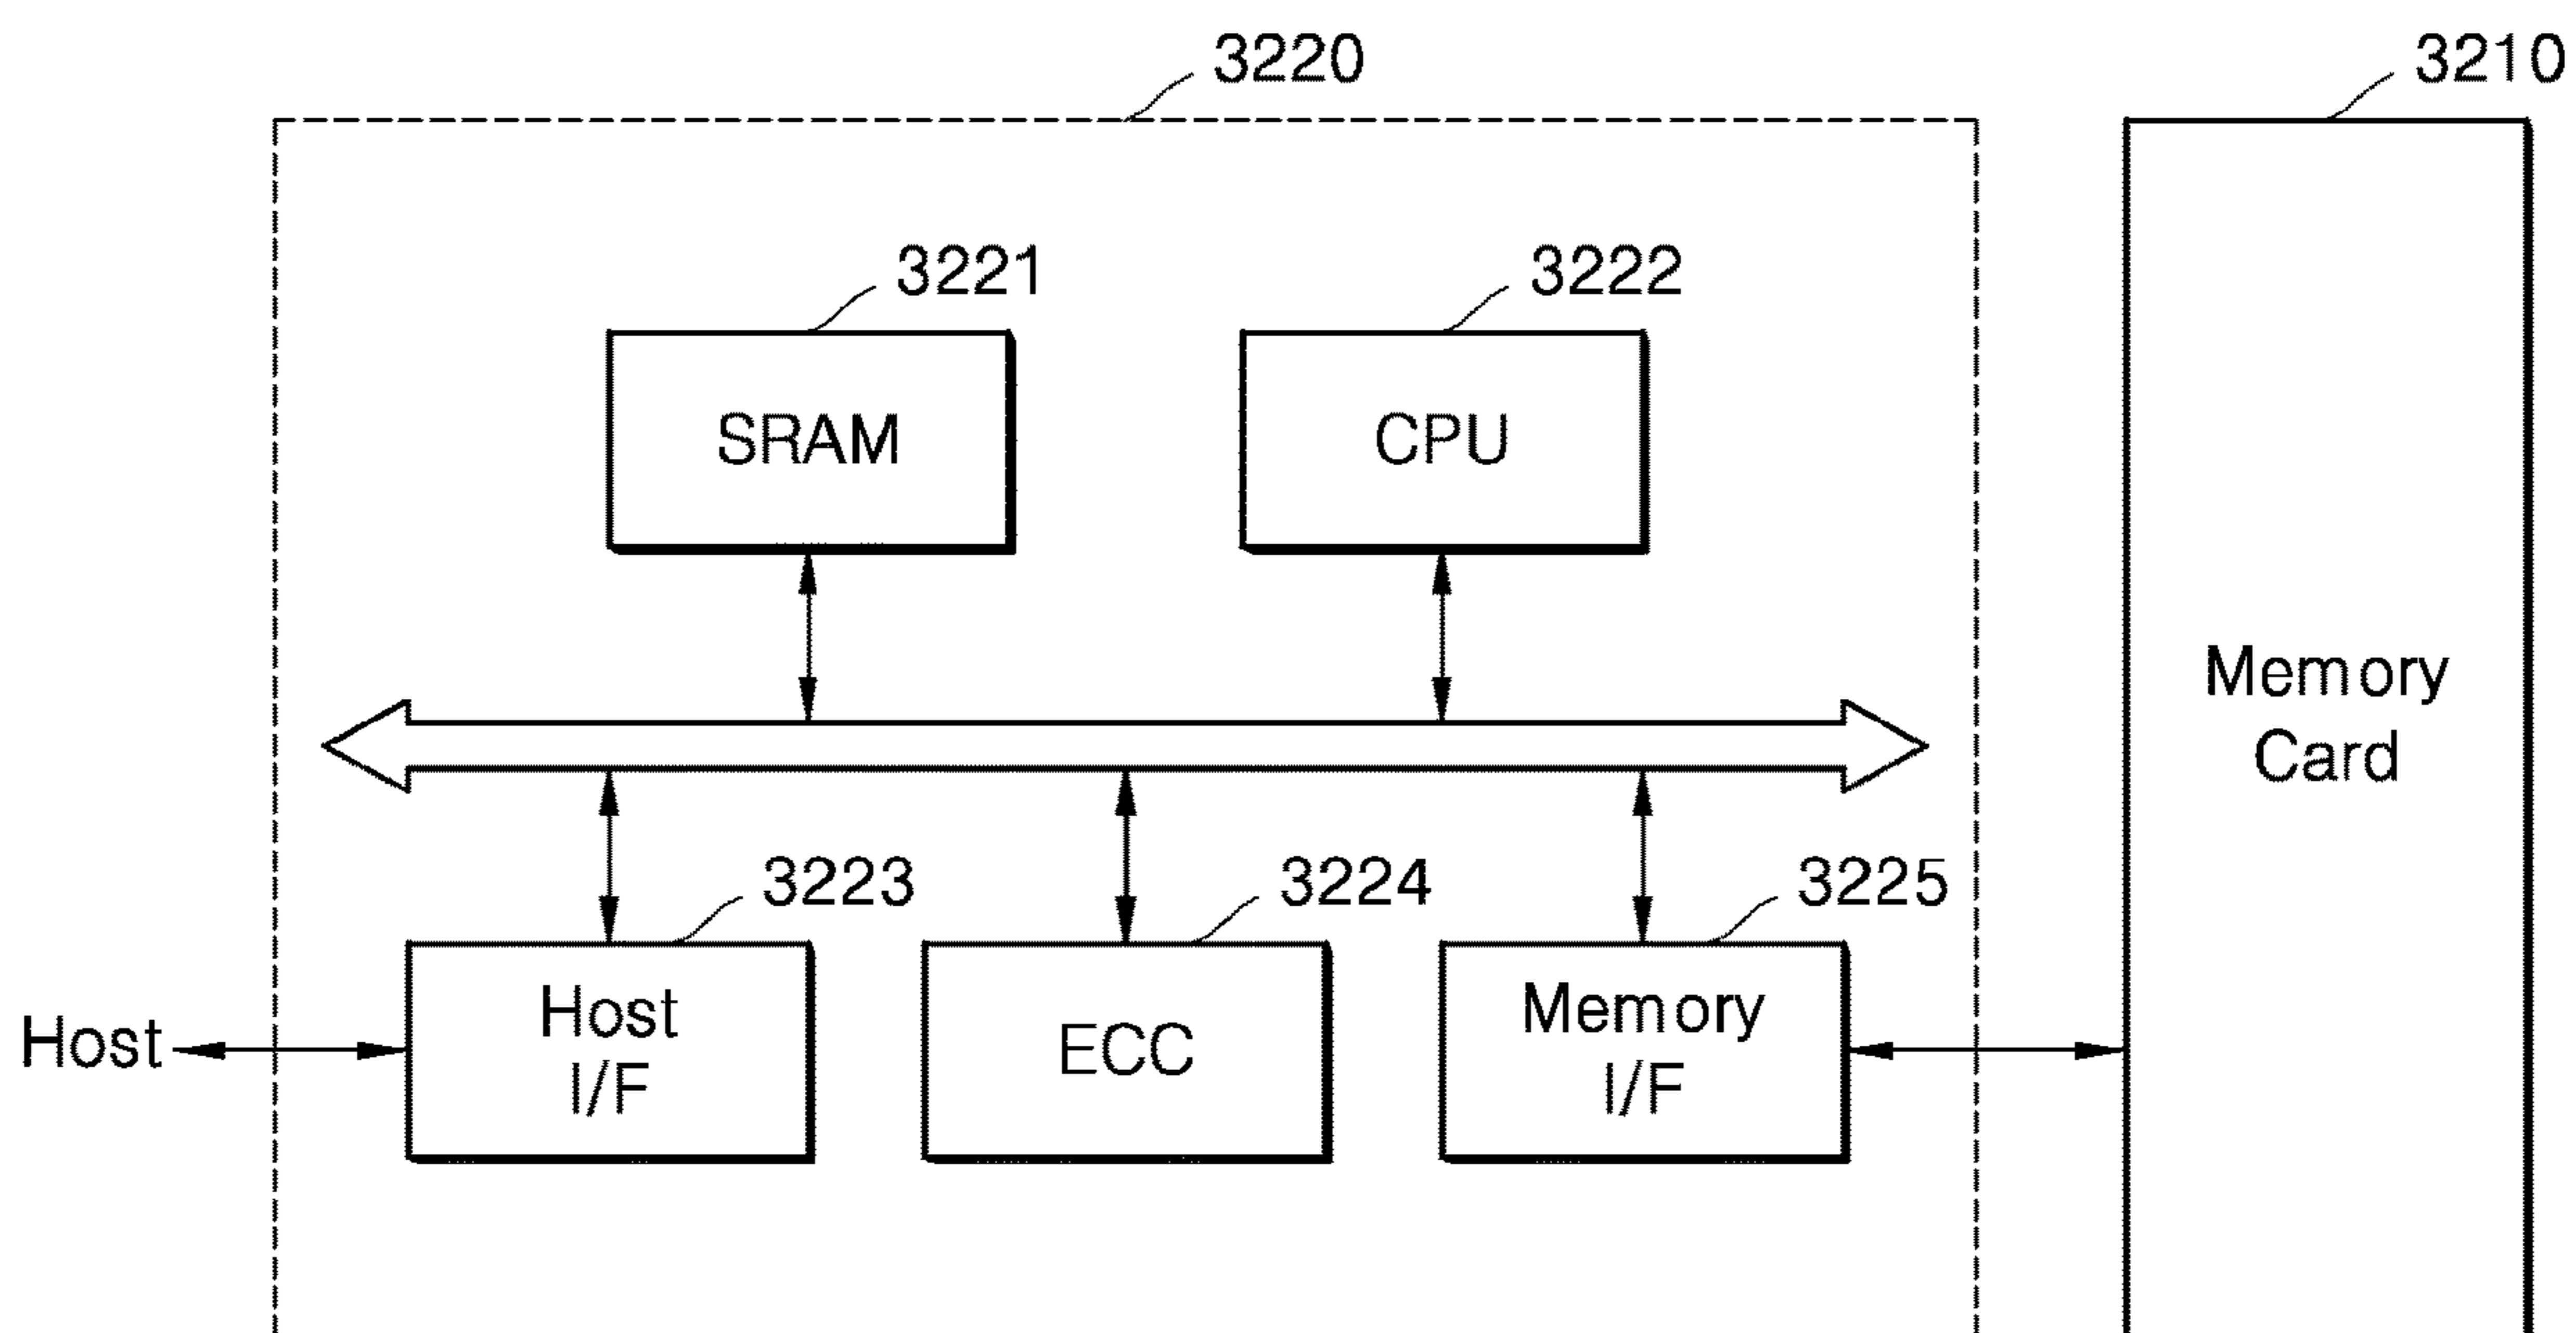 3220
3210
3221
3222
SRAM
CPU
Memory
Card
3223
3224
3225
Host
Host
I/F
ECC
Memory
I/F